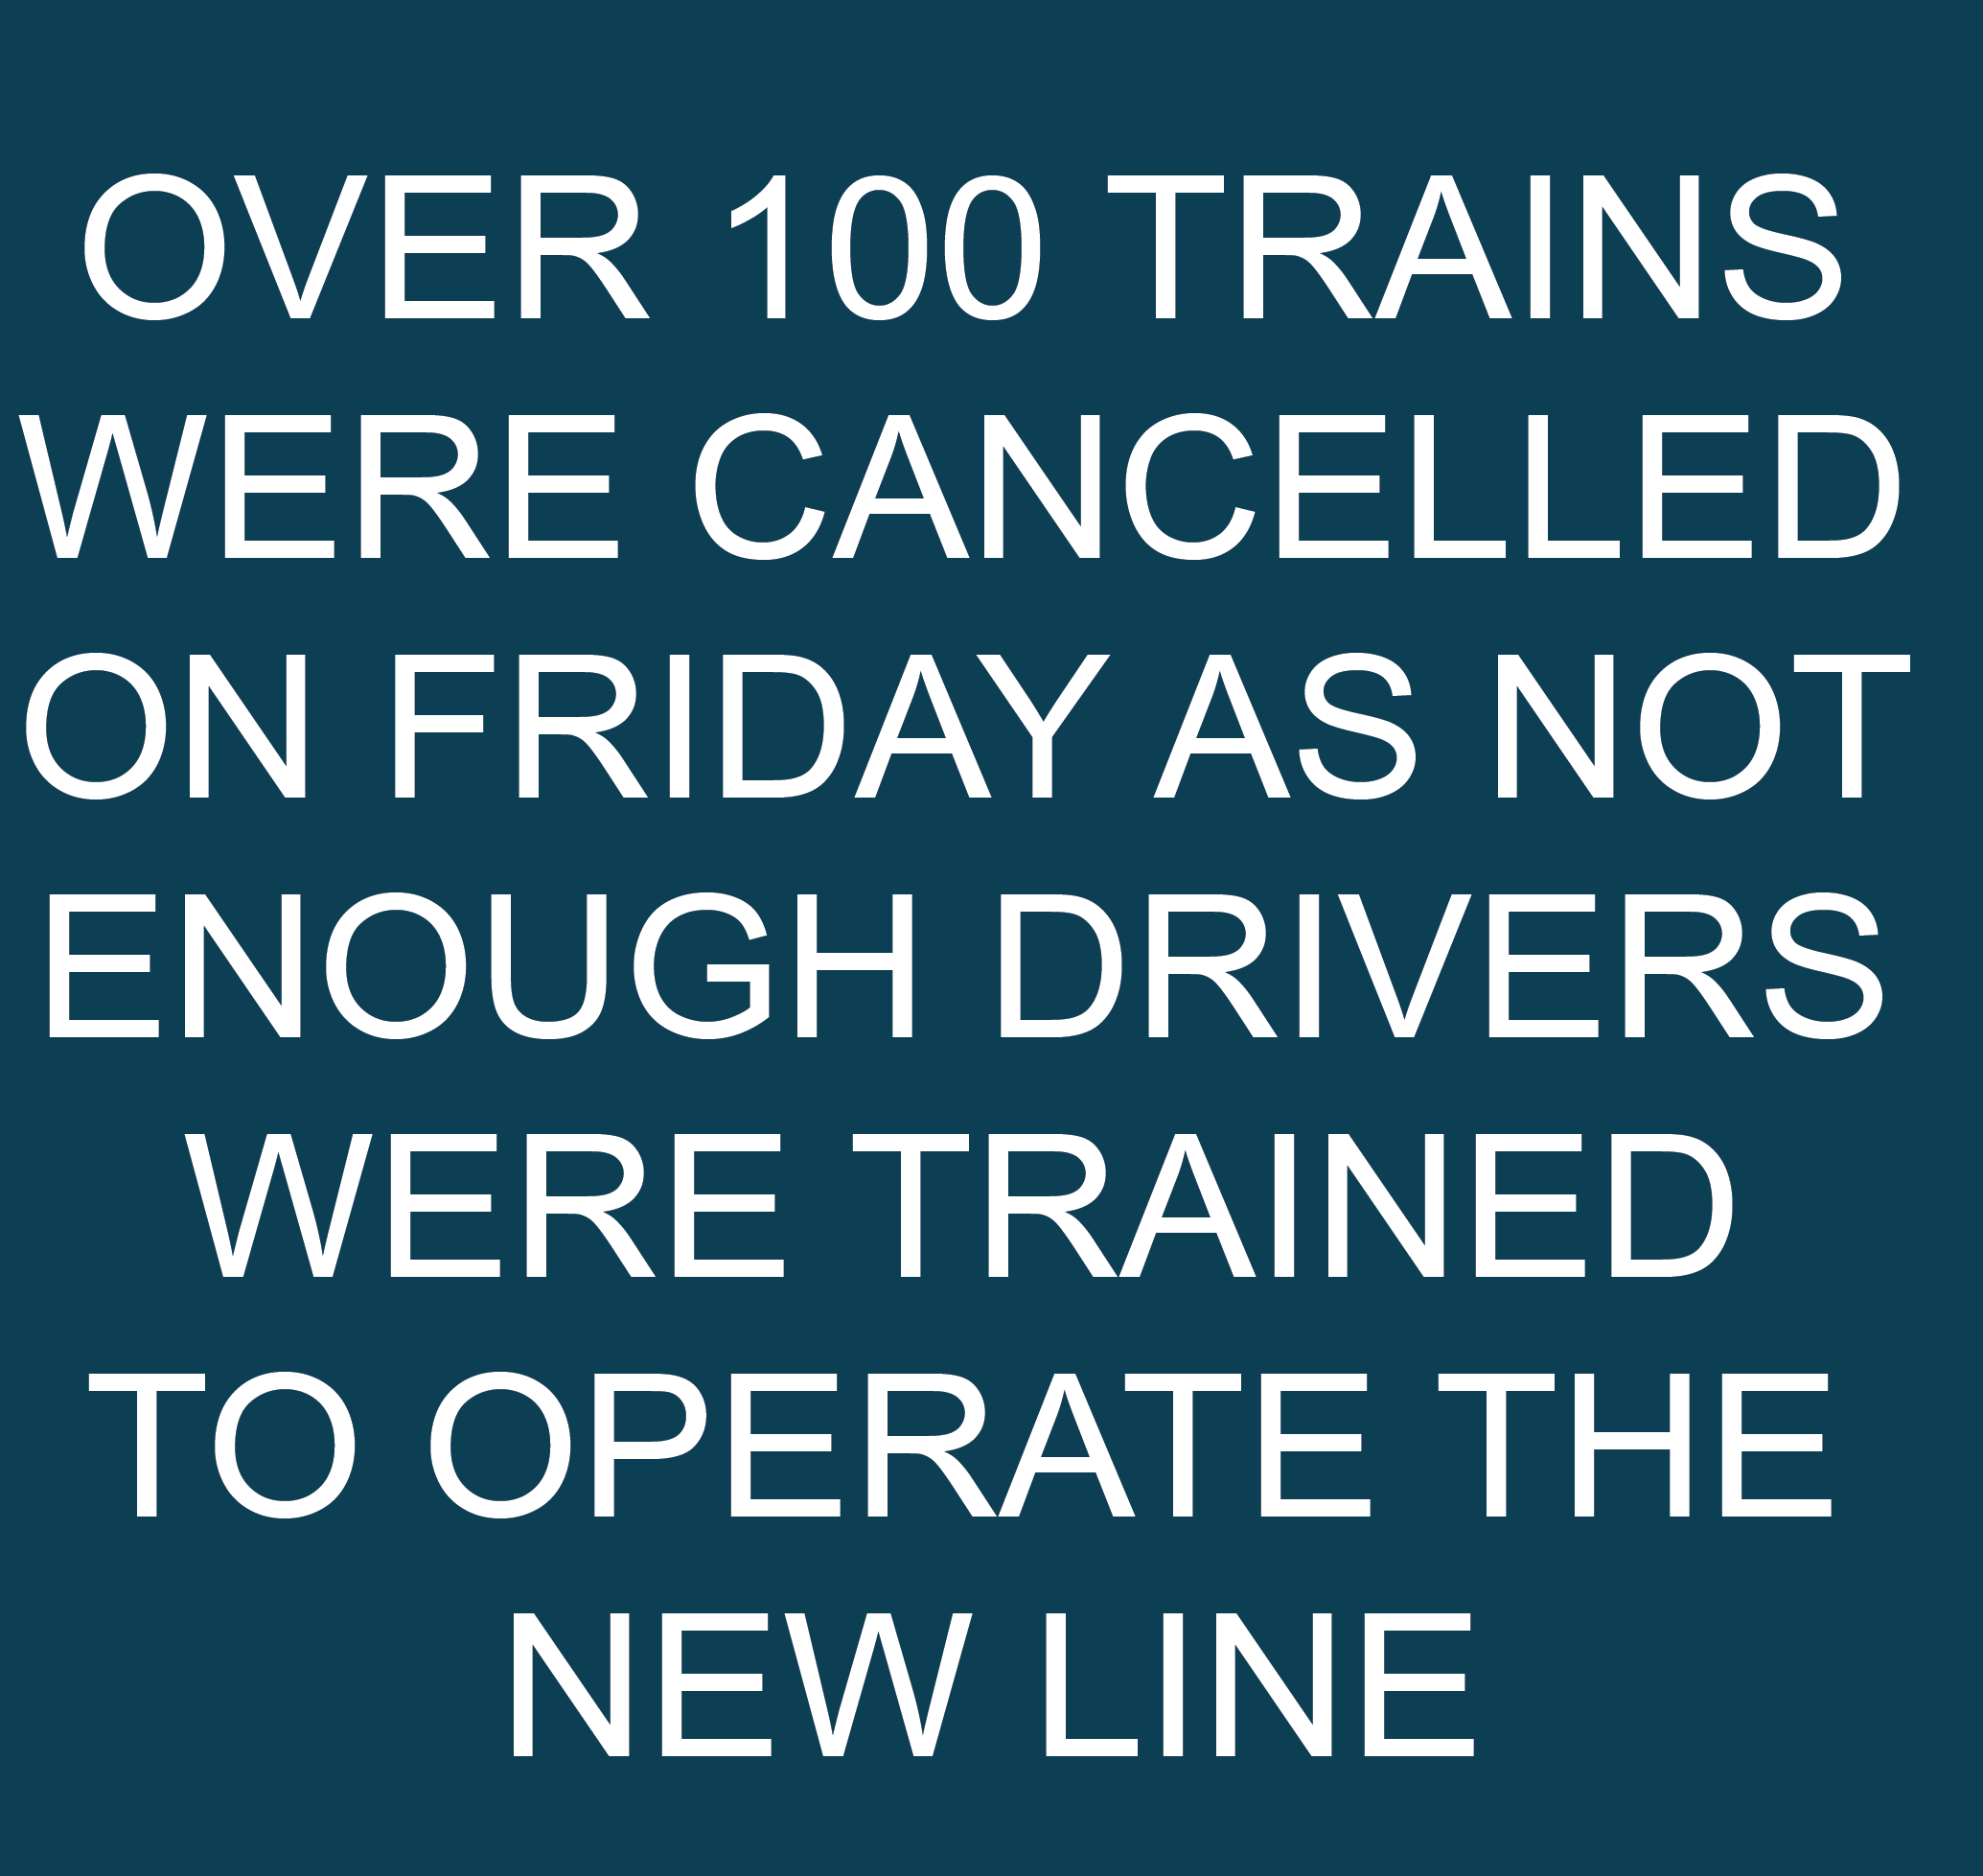 OVER 100 TRAINS
WERE CANCELLED
ON FRIDAY AS NOT
ENOUGH DRIVERS
WERE TRAINED
TO OPERATE THE
NEW LINE